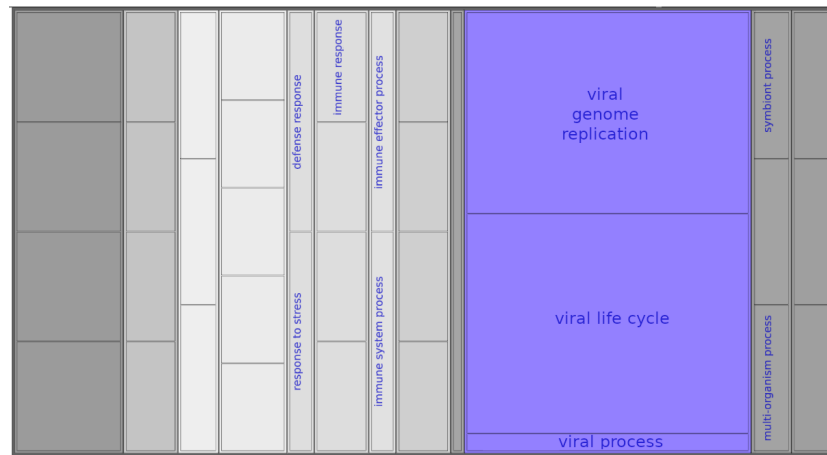 defense response
response to stress
immune response
immune effector process
immune system process
viral
genome
replication
viral life cycle
viral process
symbiont process
multi-organism process